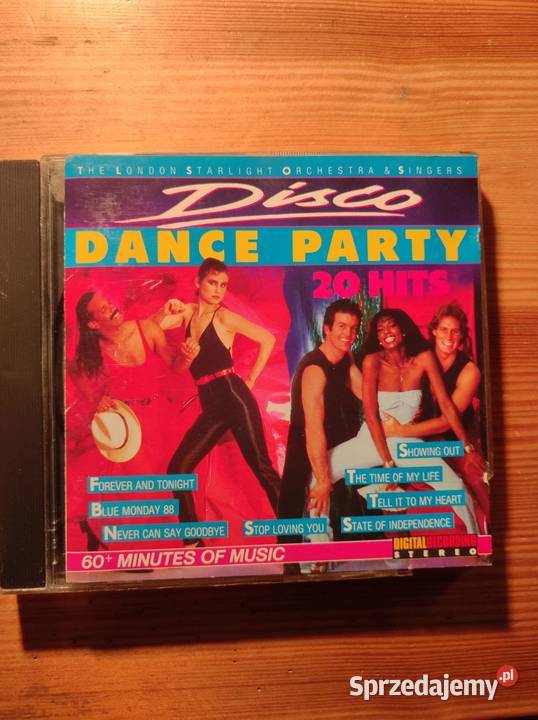 THE LONDON STARLIGHT ORCHESTRA & SINGERS
Disco
DANCE PARTY
20 HITS
SHOWING OUT
FOREVER AND TONIGHT
THE TIME OF MY LIFE
BLUE MONDAY 88
TELL IT TO MY HEART
NEVER CAN SAY GOODBYE
STOP LOVING YOU
STATE OF INDEPENDENCE
60+ MINUTES OF MUSIC
DIGITAL RECORDING
STEREO
Sprzedajemy.pl